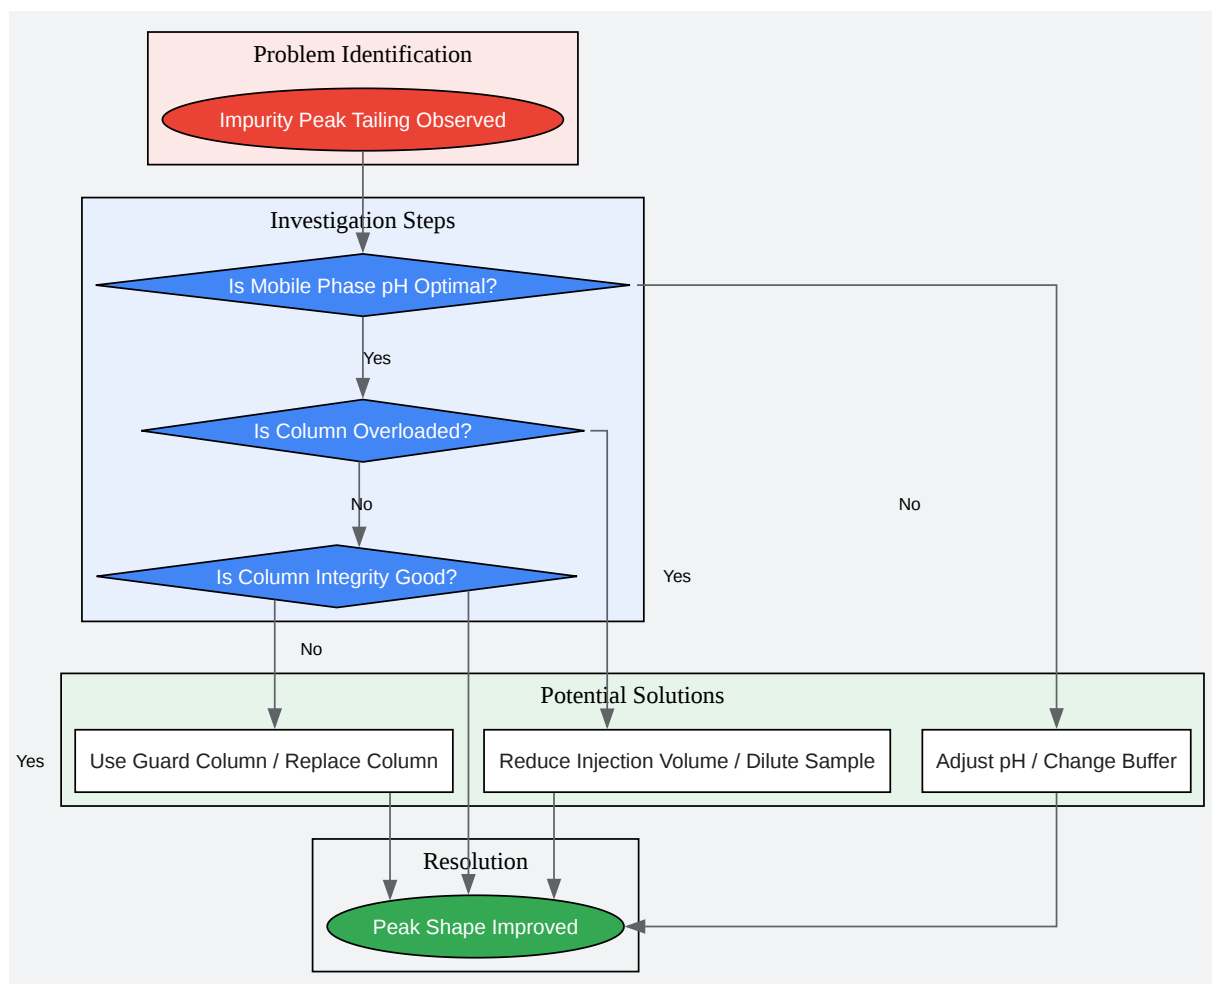 Problem Identification
Impurity Peak Tailing Observed
Investigation Steps
Is Mobile Phase pH Optimal?
Yes
Is Column Overloaded?
No
No
Is Column Integrity Good?
Yes
No
Potential Solutions
Yes
Use Guard Column / Replace Column
Reduce Injection Volume / Dilute Sample
Adjust pH / Change Buffer
Resolution
Peak Shape Improved